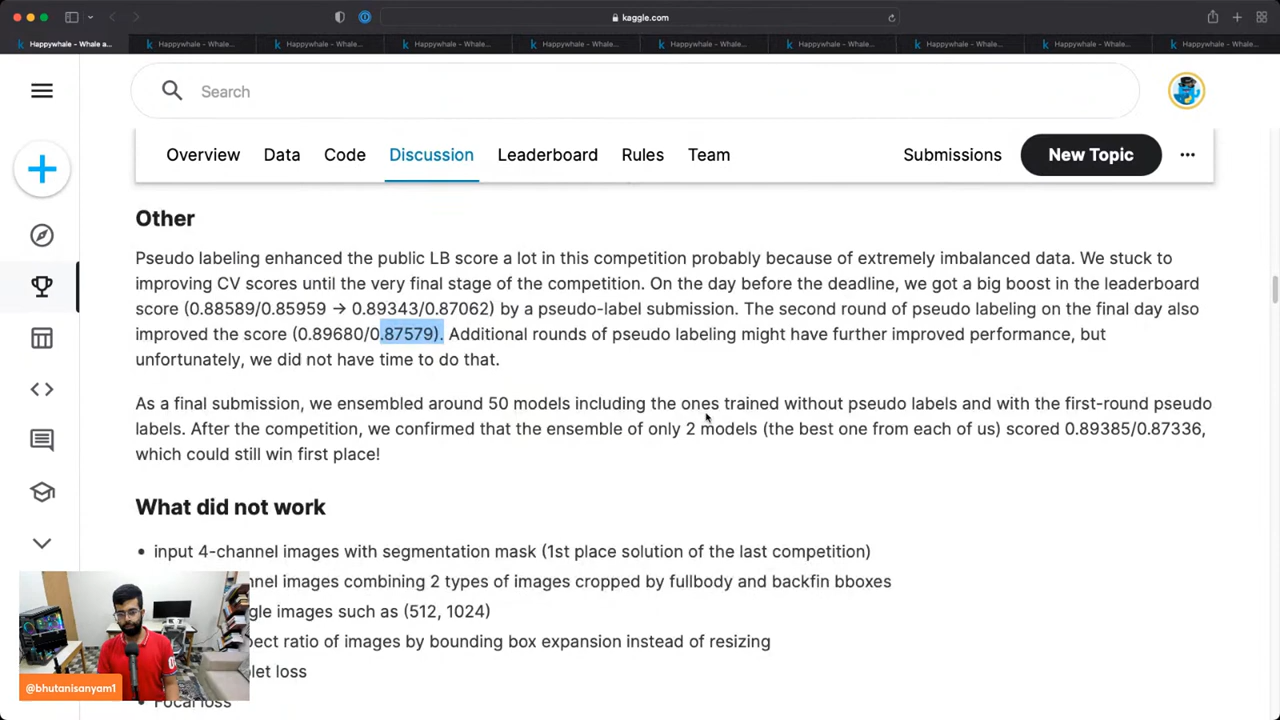 kaggle.com
Happywhale - Whale a...
Happywhale - Whale...
Happywhale - Whale...
Happywhale - Whale...
Happywhale - Whale...
Happywhale - Whale...
Happywhale - Whale...
Happywhale - Whale...
Happywhale - Whale...
Happywhale - Whale...
Search
Overview Data Code Discussion Leaderboard Rules Team Submissions New Topic
Other
Pseudo labeling enhanced the public LB score a lot in this competition probably because of extremely imbalanced data. We stuck to
improving CV scores until the very final stage of the competition. On the day before the deadline, we got a big boost in the leaderboard
score (0.88589/0.85959 → 0.89343/0.87062) by a pseudo-label submission. The second round of pseudo labeling on the final day also
improved the score (0.89680/0.87579). Additional rounds of pseudo labeling might have further improved performance, but
unfortunately, we did not have time to do that.
As a final submission, we ensembled around 50 models including the ones trained without pseudo labels and with the first-round pseudo
labels. After the competition, we confirmed that the ensemble of only 2 models (the best one from each of us) scored 0.89385/0.87336,
which could still win first place!
What did not work
• input 4-channel images with segmentation mask (1st place solution of the last competition)
images combining 2 types of images cropped by fullbody and backfin bboxes
images such as (512, 1024)
ratio of images by bounding box expansion instead of resizing
loss
• Focal loss
@bhutanisanyam1